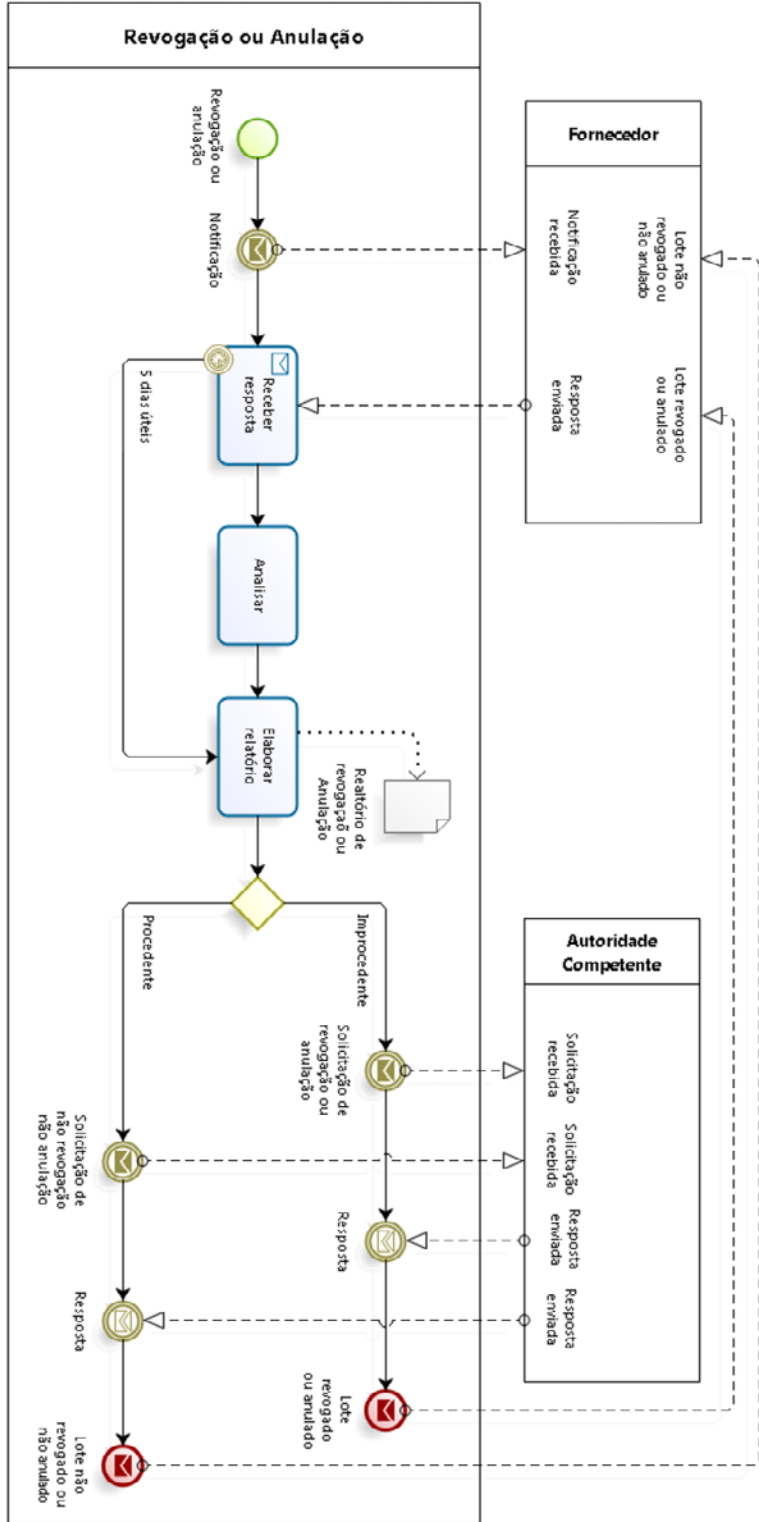 Revogação ou Anulação
Revogação ou
anulação
Notificação
Receber
resposta
5 dias úteis
Analisar
Elaborar
relatório
Realtório de
revogação ou
Anulação
Improcedente
Procedente
Solicitação de
revogação ou
anulação
Solicitação de
não revogação
não anulação
Resposta
Resposta
Lote
revogado
ou anulado
Lote não
revogado ou
não anulado
Fornecedor
Lote não
revogado ou
não anulado
Notificação
recebida
Lote revogado
ou anulado
Resposta
enviada
Autoridade
Competente
Solicitação
recebida
Solicitação
recebida
Resposta
enviada
Resposta
enviada